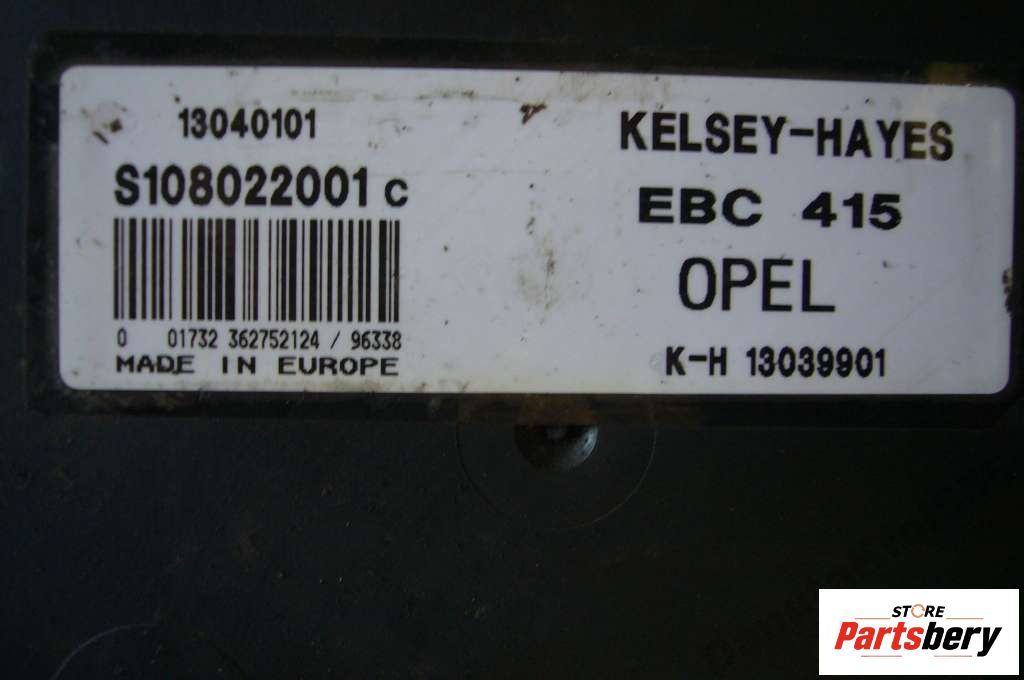 13040101
S108022001 C
0 01732 362752124 / 96338
MADE IN EUROPE
KELSEY-HAYES
EBC 415
OPEL
K-H 13039901
STORE
Partsbery